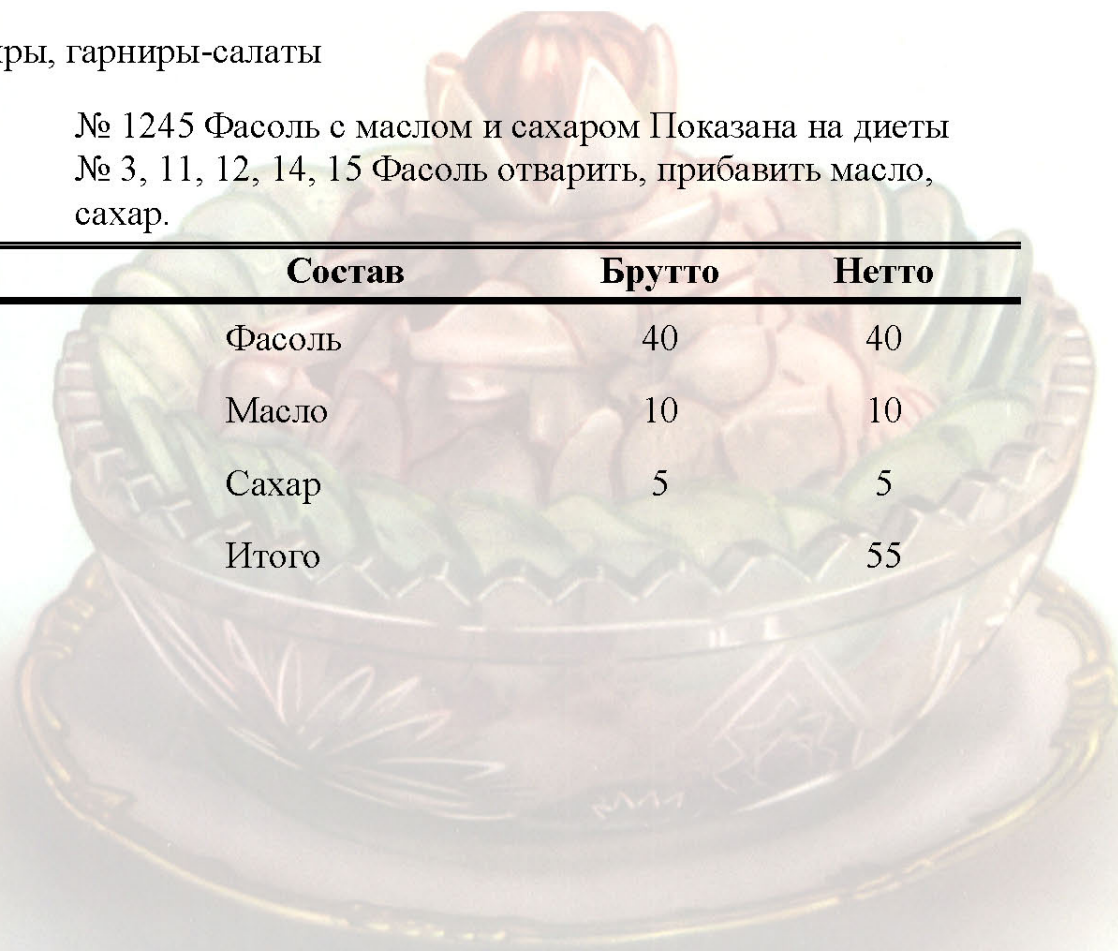 гарниры-салаты
№ 1245 Фасоль с маслом и сахаром Показана на диеты
№ 3, 11, 12, 14, 15 Фасоль отварить, прибавить масло,
сахар.
Состав Брутто Нетто
Фасоль 40 40
Масло 10 10
Сахар 5 5
Итого 55